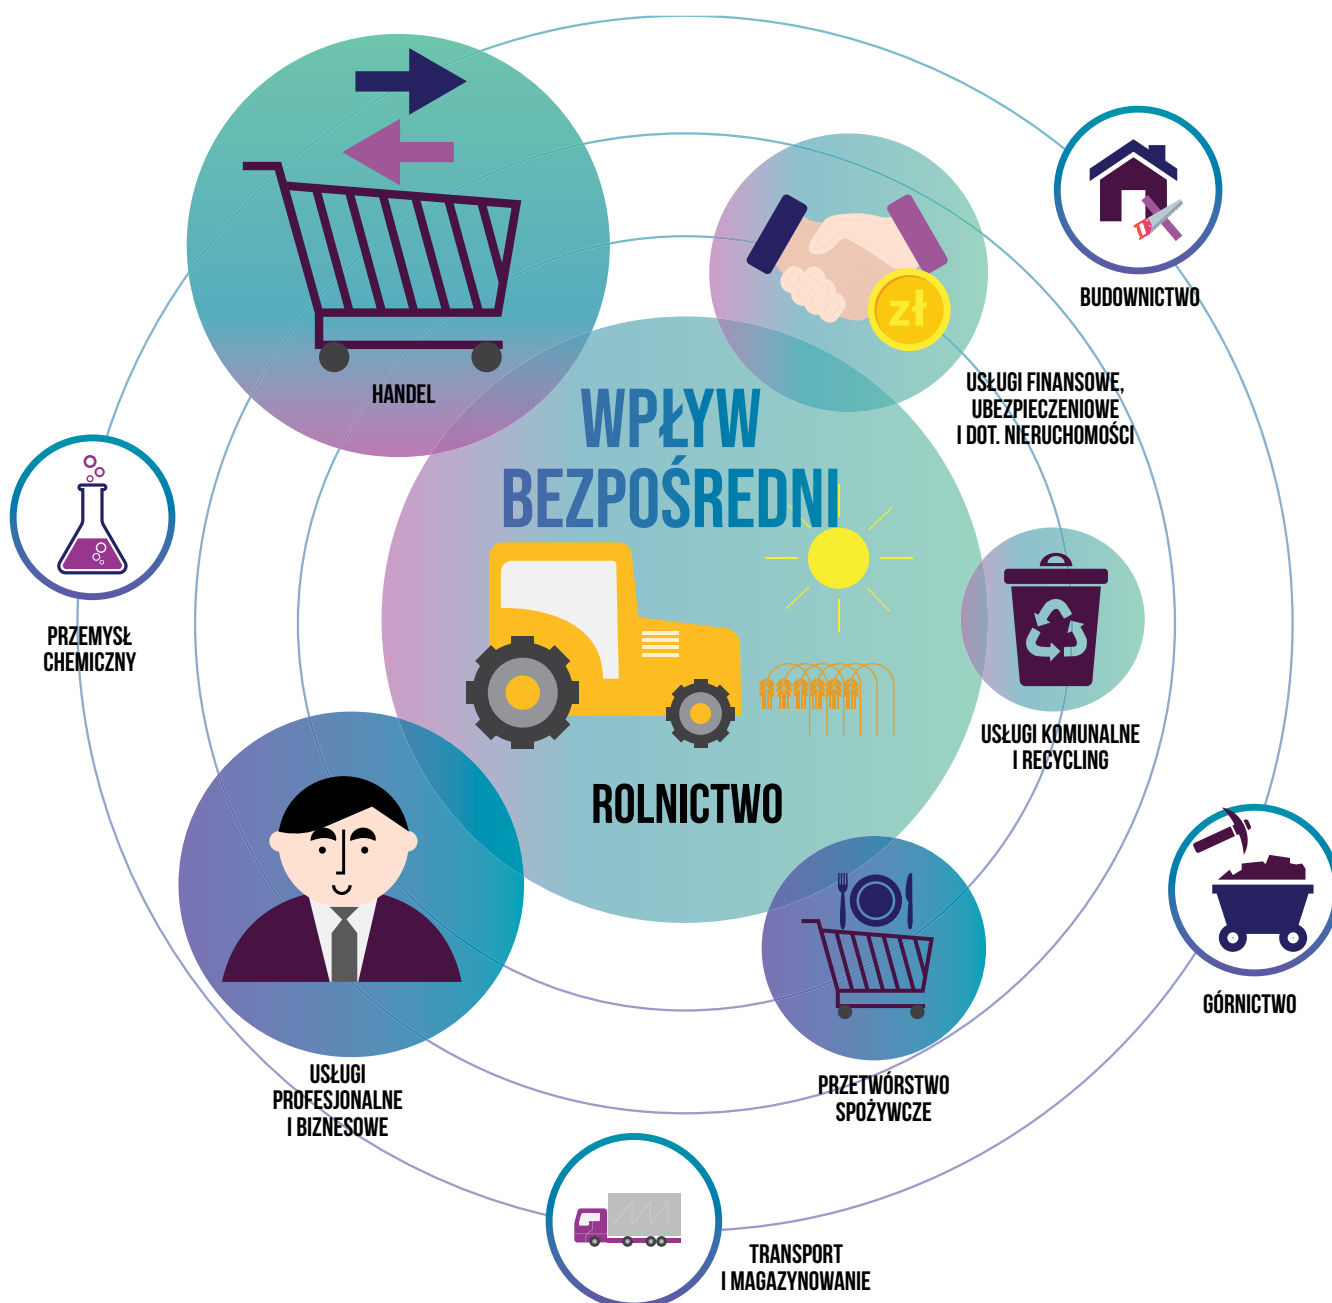 zł
BUDOWNICTWO
HANDEL
USŁUGI FINANSOWE,
UBEZPIECZENIOWE
I DOT. NIERUCHOMOŚCI
WPŁYW
BEZPOŚREDNI
PRZEMYSŁ
CHEMICZNY
USŁUGI KOMUNALNE
I RECYCLING
ROLNICTWO
GÓRNICTWO
USŁUGI
PROFESJONALNE
I BIZNESOWE
PRZETWÓRSTWO
SPOŻYWCZE
TRANSPORT
I MAGAZYNOWANIE